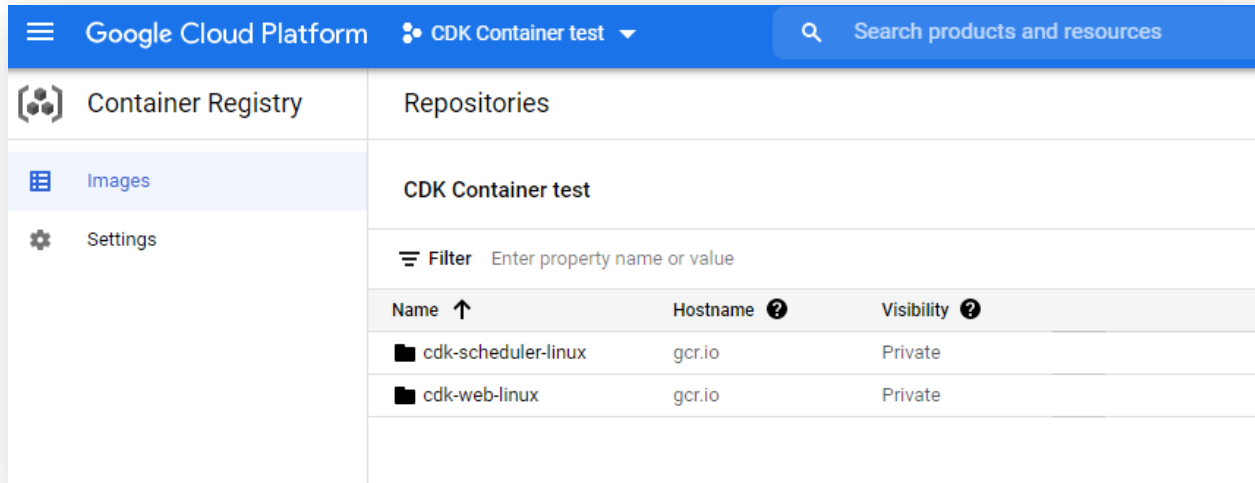 Google Cloud Platform CDK Container test Search products and resources
Container Registry Repositories
Images
CDK Container test
Settings
Filter Enter property name or value
Name Hostname Visibility
cdk-scheduler-linux gcr.io Private
cdk-web-linux gcr.io Private